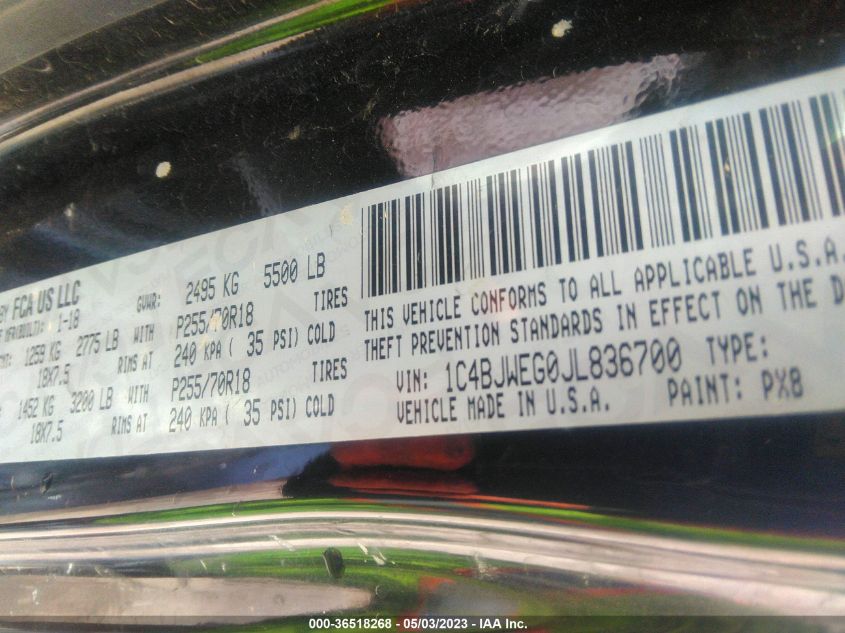 BY FCA US LLC
GVWR: 2495 KG 5500 LB
1-18
1259 KG 2775 LB WITH P255/70R18 TIRES
18X7.5 RIMS AT 240 KPA ( 35 PSI) COLD
1452 KG 3200 LB WITH P255/70R18 TIRES
18X7.5 RIMS AT 240 KPA ( 35 PSI) COLD
THIS VEHICLE CONFORMS TO ALL APPLICABLE U.S.A.
THEFT PREVENTION STANDARDS IN EFFECT ON THE D
VIN: 1C4BJWEG0JL836700 TYPE:
VEHICLE MADE IN U.S.A. PAINT: PX8
000-36518268 - 05/03/2023 - IAA Inc.